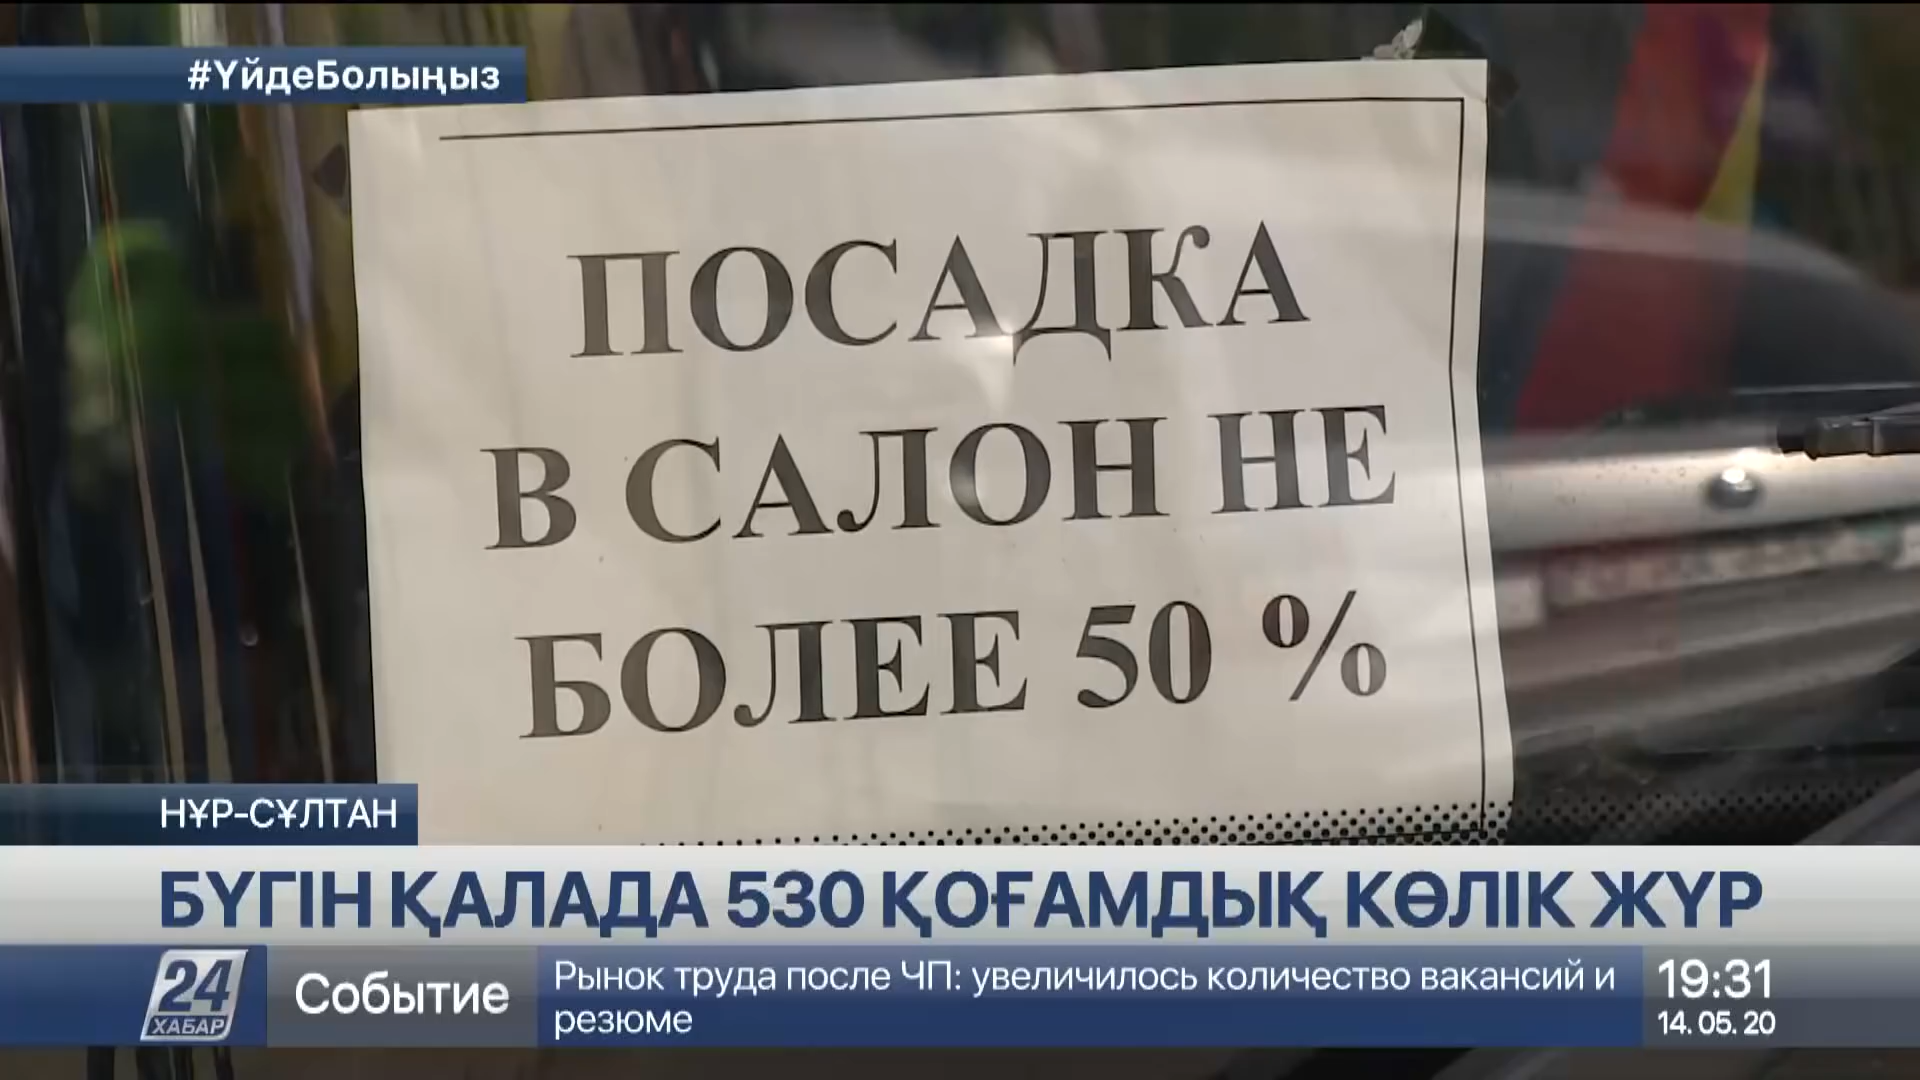 #ҮйдеБолыңыз
ПОСАДКА
В САЛОН НЕ
БОЛЕЕ 50 %
НҰР-СҰЛТАН
БҮГІН ҚАЛАДА 530 ҚОҒАМДЫҚ КӨЛІК ЖҮР
24
ХАБАР
Событие
Рынок труда после ЧП: увеличилось количество вакансий и
резюме
19:31
14. 05. 20